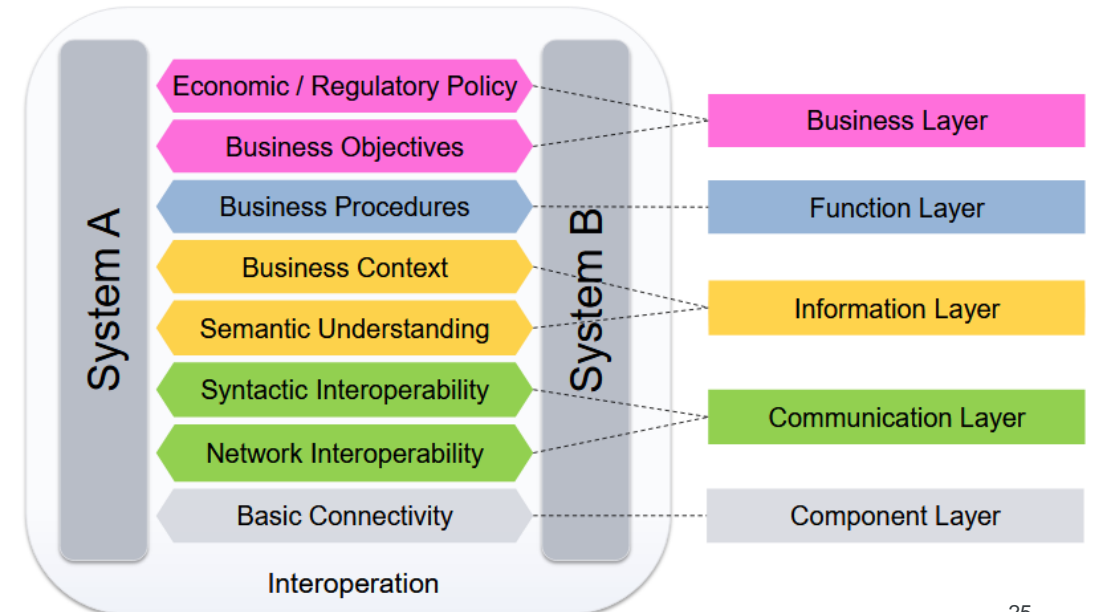 System A
Economic / Regulatory Policy
Business Objectives
Business Procedures
Business Context
Semantic Understanding
Syntactic Interoperability
Network Interoperability
Basic Connectivity
System B
Interoperation
Business Layer
Function Layer
Information Layer
Communication Layer
Component Layer
25